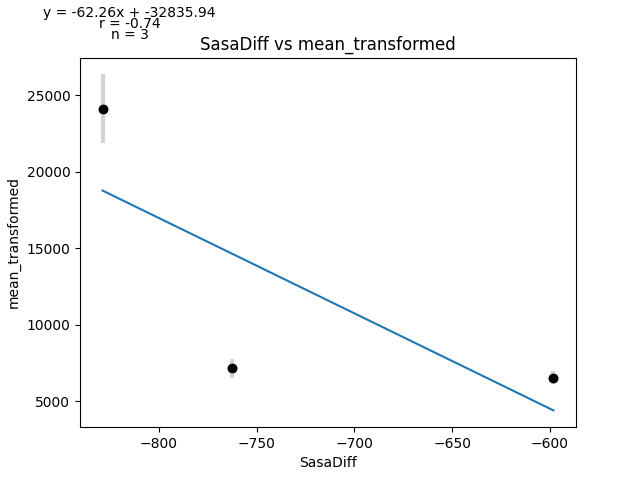 y = -62.26x + -32835.94
r = -0.74
n = 3
SasaDiff vs mean_transformed
25000
20000
15000
10000
5000
mean_transformed
−800
−750
−700
−650
−600
SasaDiff